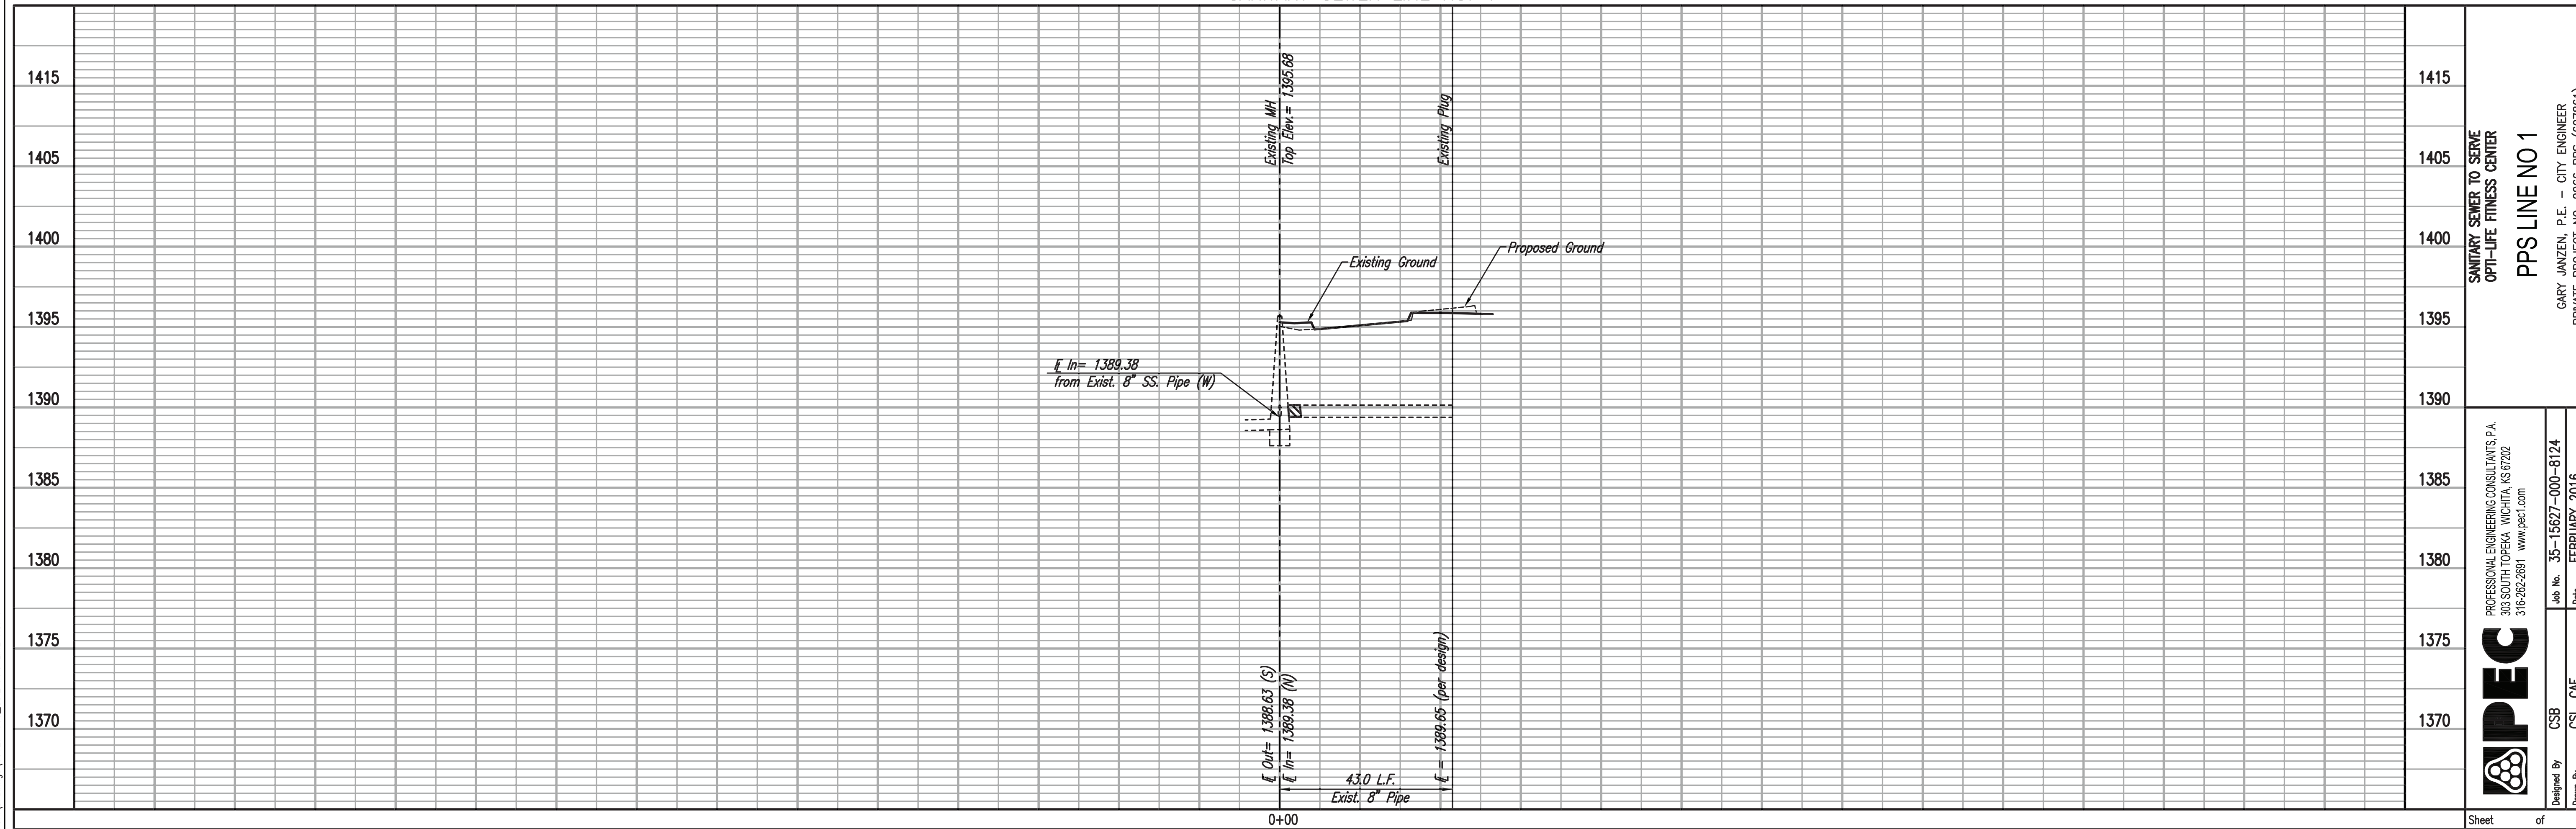 1415
1405
1400
1395
1390
1385
1380
1375
1370
Existing MH
Top Elev.= 1395.68
Existing Plug
Existing Ground
Proposed Ground
In= 1389.38
from Exist. 8" SS. Pipe (W)
Out= 1388.63 (S)
In= 1389.38 (N)
= 1389.65 (per design)
43.0 L.F.
Exist. 8" Pipe
0+00
1415
1405
1400
1395
1390
1385
1380
1375
1370
SANITARY SEWER TO SERVE
OPTI-LIFE FITNESS CENTER
PPS LINE NO 1
GARY JANZEN, P.E. - CITY ENGINEER
PROFESSIONAL ENGINEERING CONSULTANTS, P.A.
303 SOUTH TOPEKA WICHITA, KS 67202
316-262-2691 www.pec1.com
PEC
Job No. 35-15627-000-8124
FEBRUARY 2016
Designed By CSB
CSL, CAF
Sheet of